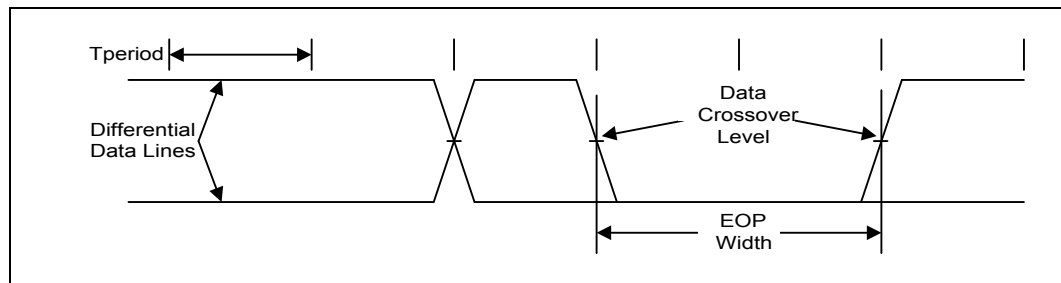 Tperiod
Differential
Data Lines
Data
Crossover
Level
EOP
Width